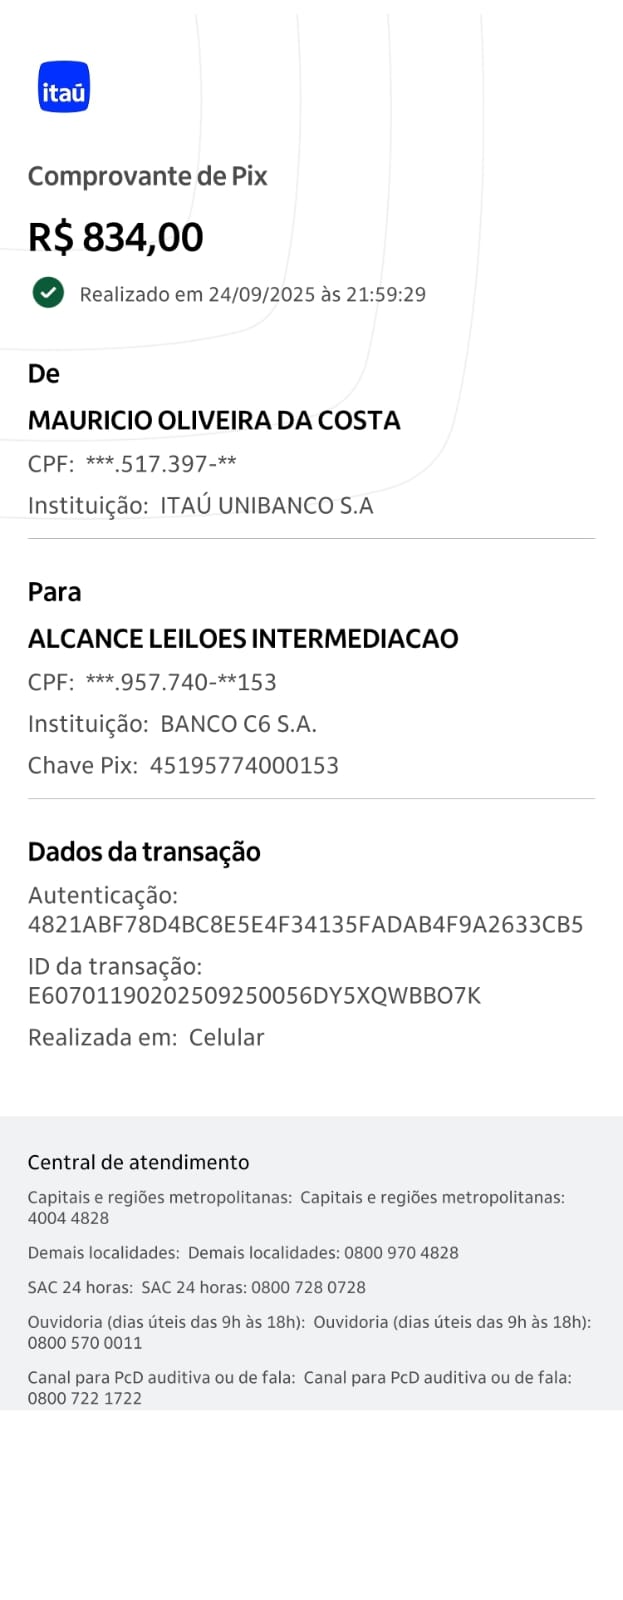 itaú
Comprovante de Pix
R$ 834,00
Realizado em 24/09/2025 às 21:59:29
De
MAURICIO OLIVEIRA DA COSTA
CPF: ***.517.397-**
Instituição: ITAÚ UNIBANCO S.A
Para
ALCANCE LEILOES INTERMEDIACAO
CPF: ***.957.740-**153
Instituição: BANCO C6 S.A.
Chave Pix: 45195774000153
Dados da transação
Autenticação:
4821ABF78D4BC8E5E4F34135FADAB4F9A2633CB5
ID da transação:
E60701190202509250056DY5XQWBBO7K
Realizada em: Celular
Central de atendimento
Capitais e regiões metropolitanas: Capitais e regiões metropolitanas:
4004 4828
Demais localidades: Demais localidades: 0800 970 4828
SAC 24 horas: SAC 24 horas: 0800 728 0728
Ouvidoria (dias úteis das 9h às 18h): Ouvidoria (dias úteis das 9h às 18h):
0800 570 0011
Canal para PcD auditiva ou de fala: Canal para PcD auditiva ou de fala:
0800 722 1722